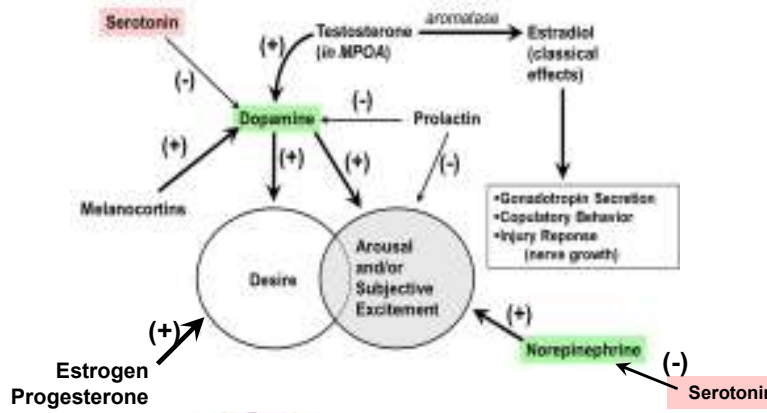 Serotonin
(-)
(+)
Testosterone
(in MPOA)
aromatase
Estradiol
(classical
effects)
Dopamine
(-)
Prolactin
(+)
(+)
(+)
(-)
Melanocortins
•Gonadotropin Secretion
•Copulatory Behavior
•Injury Reponse
(nerve growth)
Desire
Arousal
and/or
Subjective
Excitement
(+)
Estrogen
Progesterone
(+)
Norepinephrine
(-)
Serotonin